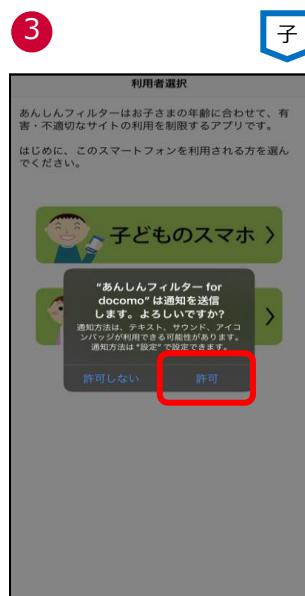 3
子
利用者選択
あんしんフィルターはお子さまの年齢に合わせて、有
害・不適切なサイトの利用を制限するアプリです。
はじめに、このスマートフォンを利用される方を選ん
でください。
子どものスマホ
"あんしんフィルター for
docomo" は通知を送信
します。よろしいですか?
通知方法は、テキスト、サウンド、アイコ
ンバッジが利用できる可能性があります。
通知方法は"設定"で設定できます。
許可しない
許可